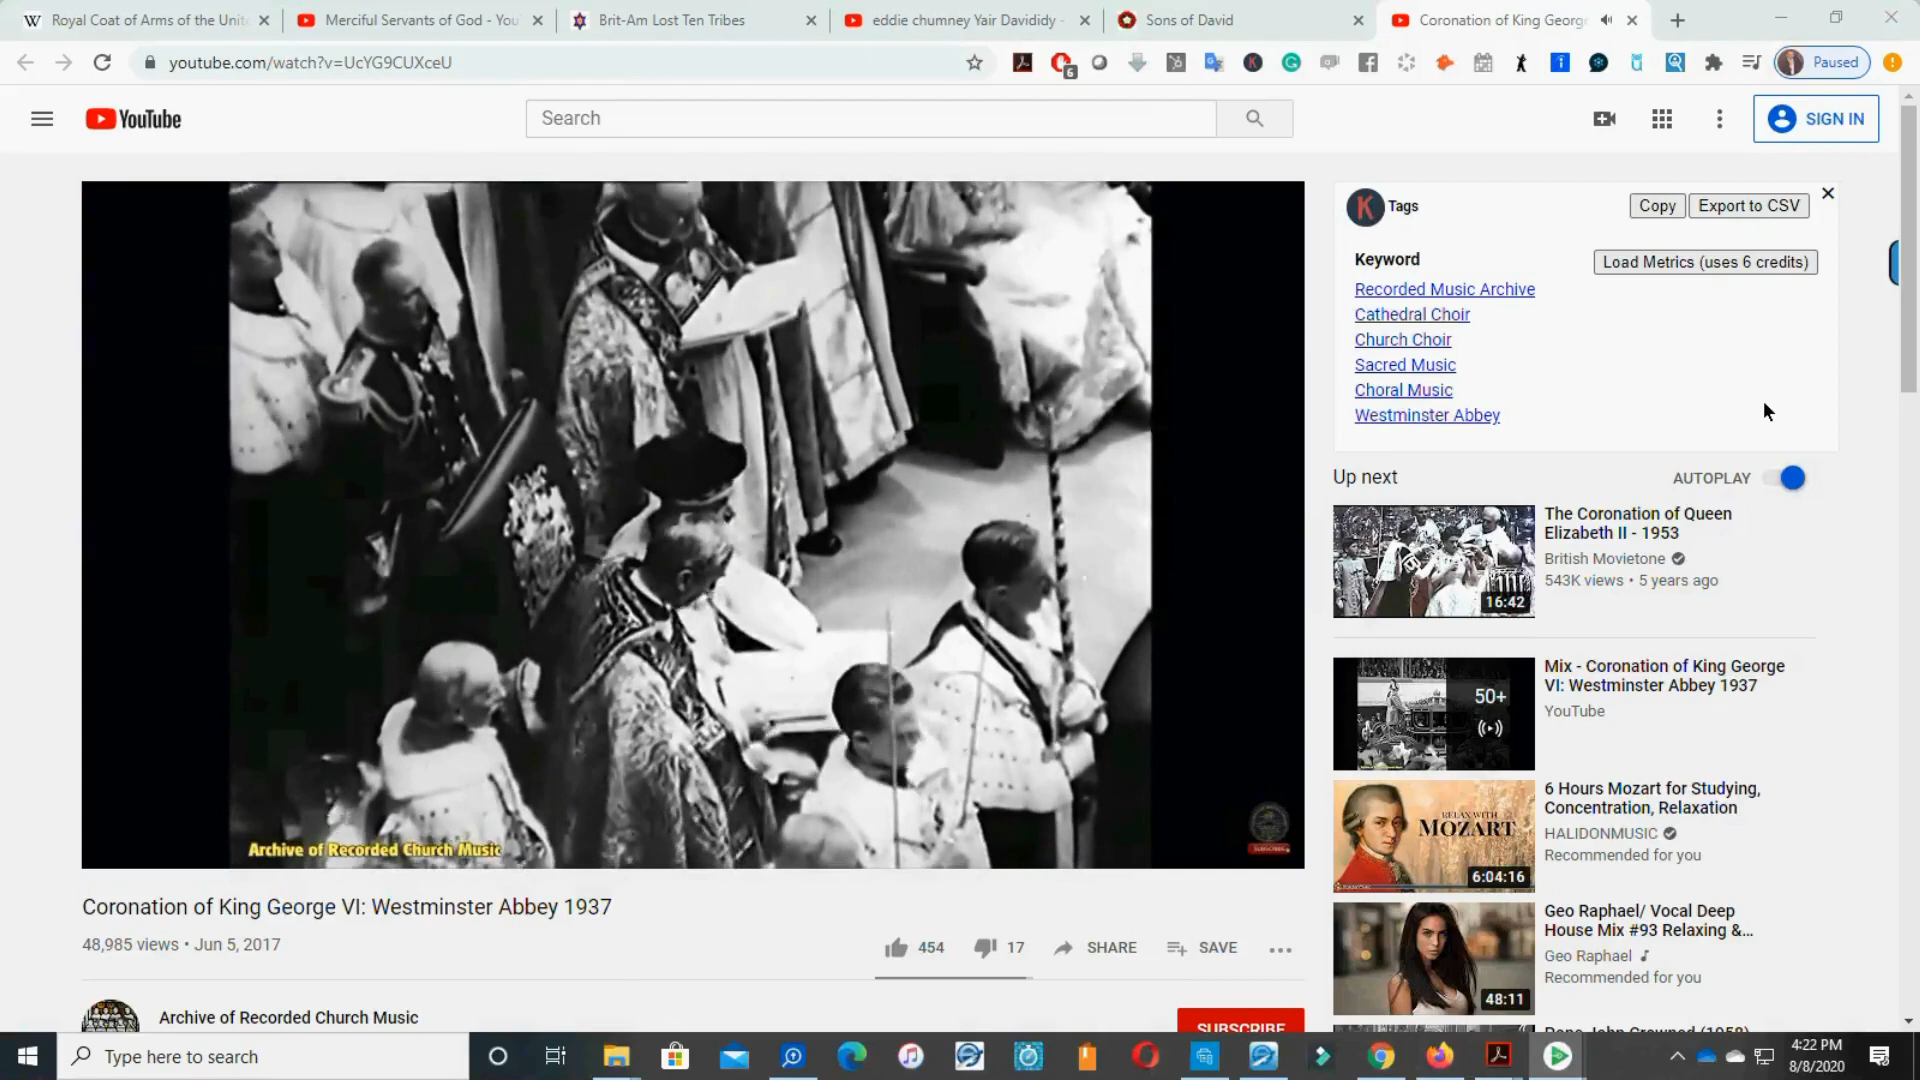 Royal Coat of Arms of the Unit
Merciful Servants of God - You
Brit-Am Lost Ten Tribes
eddie chumney Yair Davididy -
Sons of David
Coronation of King George
youtube.com/watch?v=UcYG9CUXceU
6
Paused
YouTube
Search
SIGN IN
Tags
Copy
Export to CSV
Keyword
Load Metrics (uses 6 credits)
Recorded Music Archive
Cathedral Choir
Church Choir
Sacred Music
Choral Music
Westminster Abbey
Up next
AUTOPLAY
The Coronation of Queen
Elizabeth II - 1953
British Movietone
543K views • 5 years ago
16:42
Mix - Coronation of King George
VI: Westminster Abbey 1937
YouTube
50+
6 Hours Mozart for Studying,
Concentration, Relaxation
HALIDONMUSIC
Recommended for you
RELAX WITH
MOZART
6:04:16
Geo Raphael/ Vocal Deep
House Mix #93 Relaxing &...
Geo Raphael
Recommended for you
48:11
Archive of Recorded Church Music
SUBSCRIBE
Coronation of King George VI: Westminster Abbey 1937
48,985 views • Jun 5, 2017
454
17
SHARE
SAVE
Archive of Recorded Church Music
SUBSCRIBE
Type here to search
4:22 PM
8/8/2020